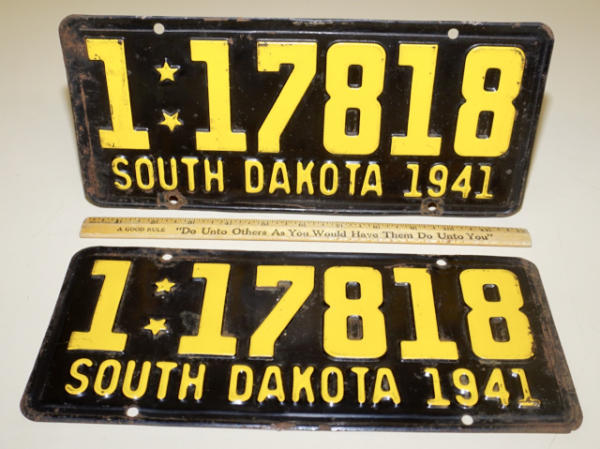 1 17818
SOUTH DAKOTA 1941
A GOOD RULE "Do Unto Others As You Would Have Them Do Unto You"
1 17818
SOUTH DAKOTA 1941